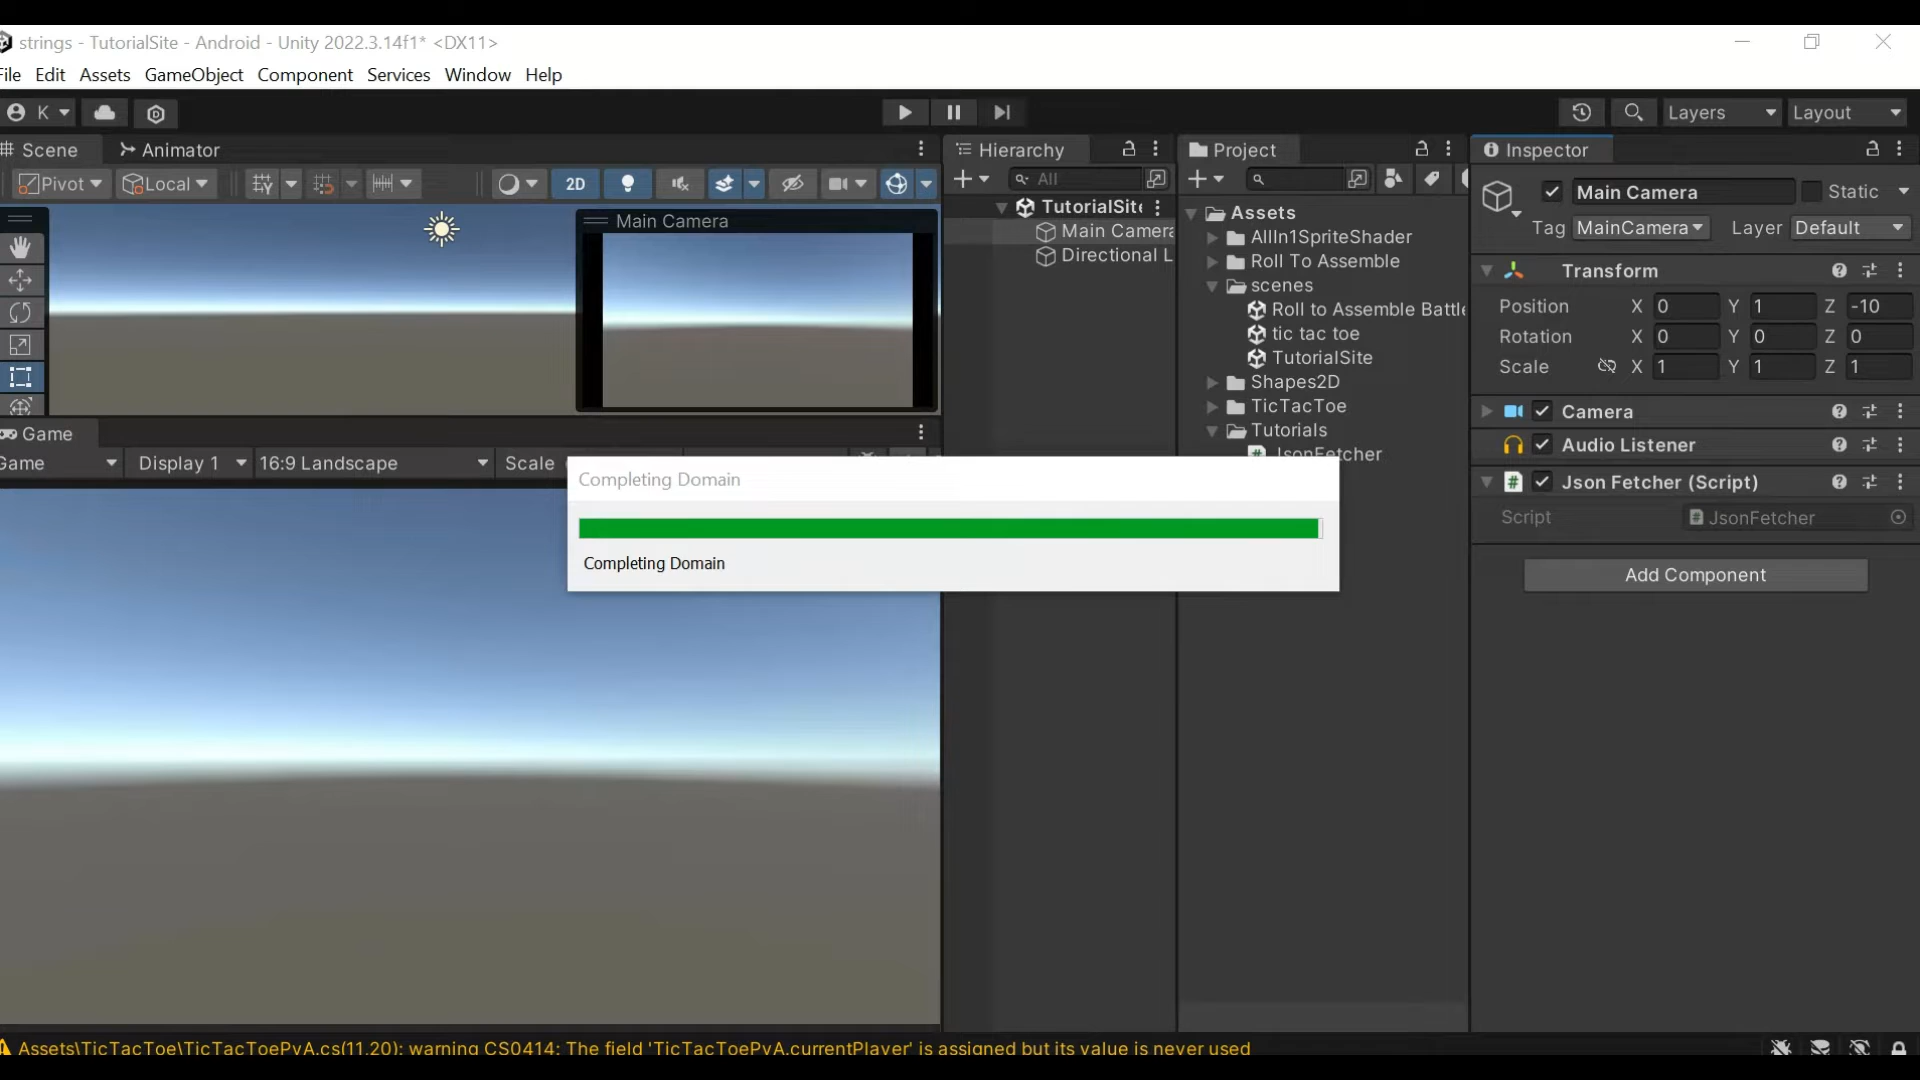 strings - TutorialSite - Android - Unity 2022.3.14f1* <DX11>
File Edit Assets GameObject Component Services Window Help
K Layers Layout
Scene Animator
Pivot Local 2D
Main Camera
Game
Game Display 1 16:9 Landscape Scale
Hierarchy
All
TutorialSite
Main Camera
Directional L
Project
Assets
AllIn1SpriteShader
Roll To Assemble
scenes
Roll to Assemble Battle
tic tac toe
TutorialSite
Shapes2D
TicTacToe
Tutorials
JsonFetcher
Completing Domain
Completing Domain
Inspector
Main Camera Static
Tag MainCamera Layer Default
Transform
Position X 0 Y 1 Z -10
Rotation X 0 Y 0 Z 0
Scale X 1 Y 1 Z 1
Camera
Audio Listener
Json Fetcher (Script)
Script JsonFetcher
Add Component
Assets\TicTacToe\TicTacToePvA.cs(11,20): warning CS0414: The field 'TicTacToePvA.currentPlayer' is assigned but its value is never used